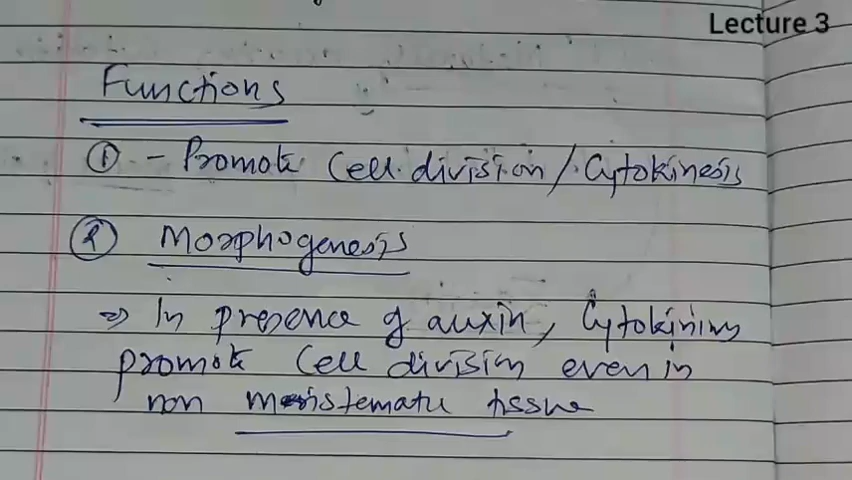 Lecture 3
Functions
① - Promote Cell division / Cytokinesis
② Morphogenesis
⇒ In presence of auxin, Cytokinins
promote Cell division even in
non meristematic tissue